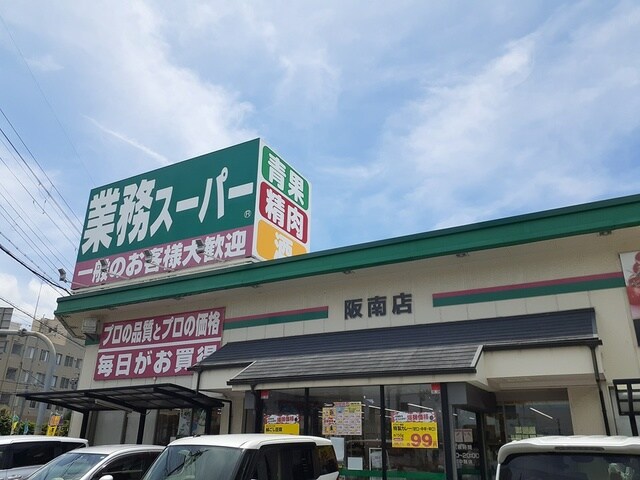 業務スーパー®
一般のお客様大歓迎
青果
精肉
酒
阪南店
プロの品質とプロの価格
毎日がお買得
99